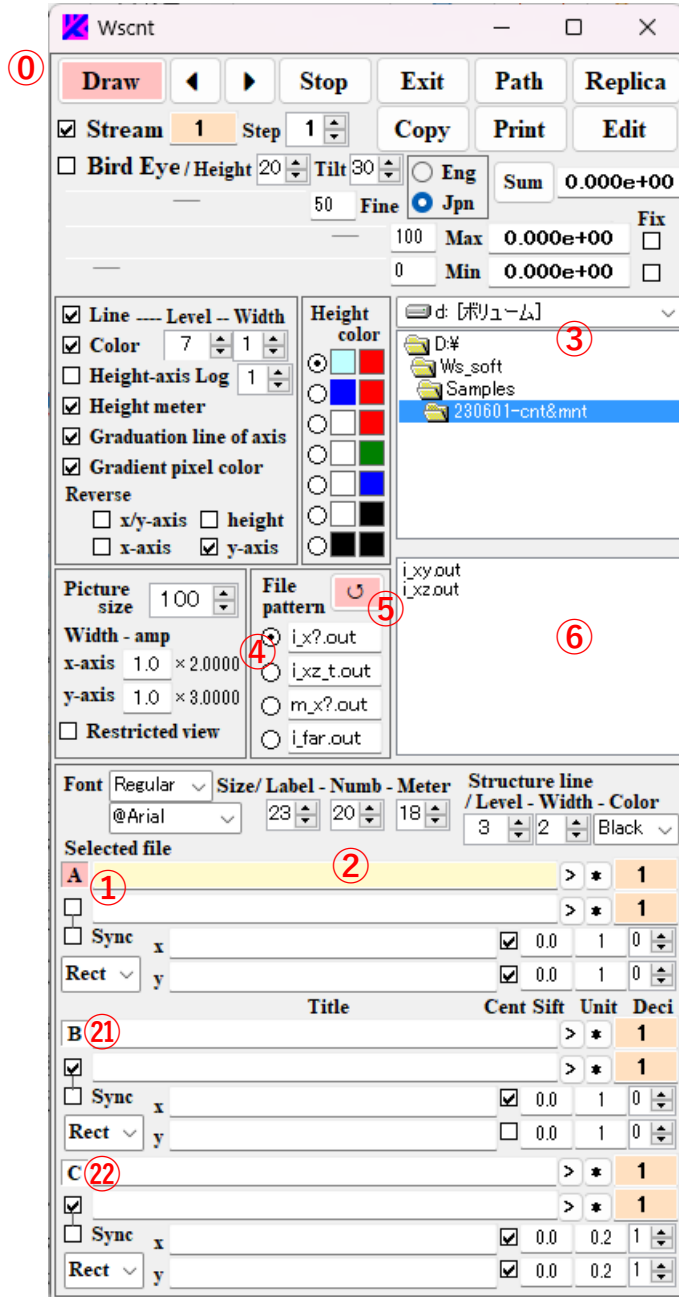 Wscnt
⓪ Draw Stop Exit Path Replica
Stream 1 Step 1 Copy Print Edit
Bird Eye / Height 20 Tilt 30 Eng Sum 0.000e+00
50 Fine Jpn Fix
100 Max 0.000e+00
0 Min 0.000e+00
Line ---- Level -- Width
Color 7 1
Height-axis Log 1
Height meter
Graduation line of axis
Gradient pixel color
Reverse
x/y-axis height
x-axis y-axis
Height
color
d: [ボリューム]
③
D:¥
Ws_soft
Samples
230601-cnt&mnt
Picture
size 100
Width - amp
x-axis 1.0 × 2.0000
y-axis 1.0 × 3.0000
Restricted view
File
pattern ↺ ⑤
④ i_x?.out
i_xz_t.out
m_x?.out
i_far.out
i_xy.out
i_xz.out
⑥
Font Regular Size/ Label - Numb - Meter Structure line
@Arial 23 20 18 / Level - Width - Color
3 2 Black
Selected file
A ① ② > * 1
> * 1
Sync x 0.0 1 0
Rect y 0.0 1 0
Title Cent Sift Unit Deci
B ㉑ > * 1
> * 1
Sync x 0.0 1 0
Rect y 0.0 1 0
C ㉒ > * 1
> * 1
Sync x 0.0 0.2 1
Rect y 0.0 0.2 1